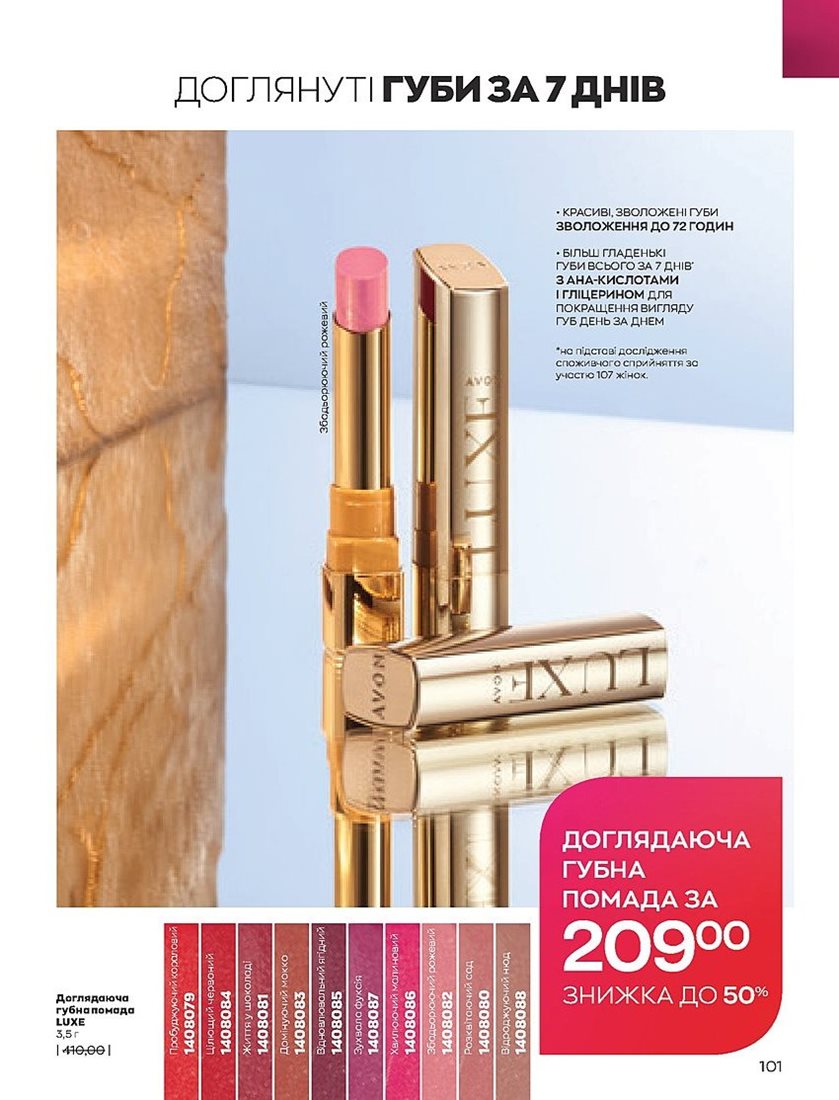 ДОГЛЯНУТІ ГУБИ ЗА 7 ДНІВ
• КРАСИВІ, ЗВОЛОЖЕНІ ГУБИ
ЗВОЛОЖЕННЯ ДО 72 ГОДИН
• БІЛЬШ ГЛАДЕНЬКІ
ГУБИ ВСЬОГО ЗА 7 ДНІВ*
З АНА-КИСЛОТАМИ
І ГЛІЦЕРИНОМ ДЛЯ
ПОКРАЩЕННЯ ВИГЛЯДУ
ГУБ ДЕНЬ ЗА ДНЕМ
*на підставі дослідження
споживчого сприйняття за
участю 107 жінок.
Збадьорюючий рожевий
AVON
LUXE
AVON
AVON
LUXE
ДОГЛЯДАЮЧА
ГУБНА
ПОМАДА ЗА
209⁰⁰
ЗНИЖКА ДО 50%
Доглядаюча
губна помада
LUXE
3,5 г
| 410,00 |
Пробуджуючий кораловий
1408079
Цілющий червоний
1408084
Життя у шоколаді
1408081
Домінуючий мокко
1408083
Відновлювальний ягідний
1408085
Зухвала фуксія
1408087
Хвилюючий малиновий
1408086
Збадьорюючий рожевий
1408082
Розквітаючий сад
1408080
Відроджуючий нюд
1408088
101